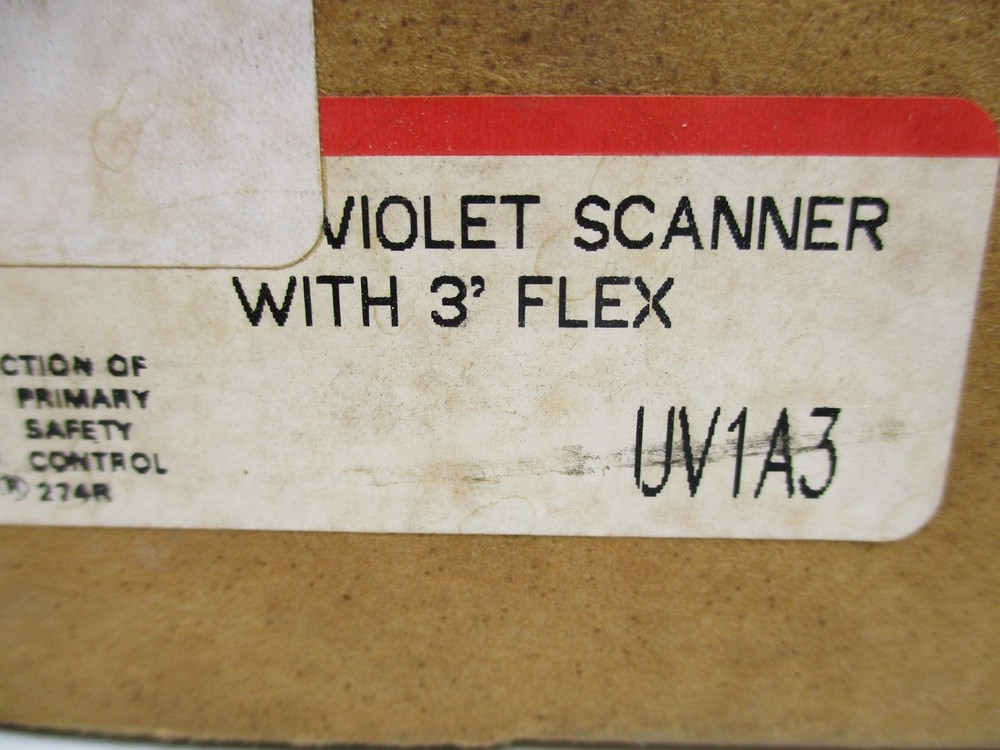 VIOLET SCANNER
WITH 3' FLEX
CTION OF
PRIMARY
SAFETY
CONTROL
® 274R
UV1A3